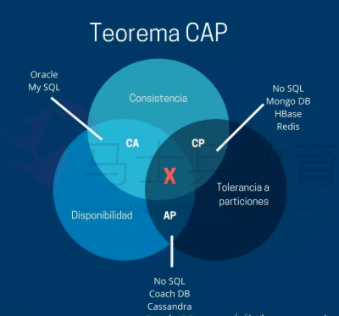 Teorema CAP
Oracle
My SQL
Consistencia
No SQL
Mongo DB
HBase
Redis
CA
CP
X
Disponibilidad
AP
Tolerancia a
particiones
No SQL
Coach DB
Cassandra